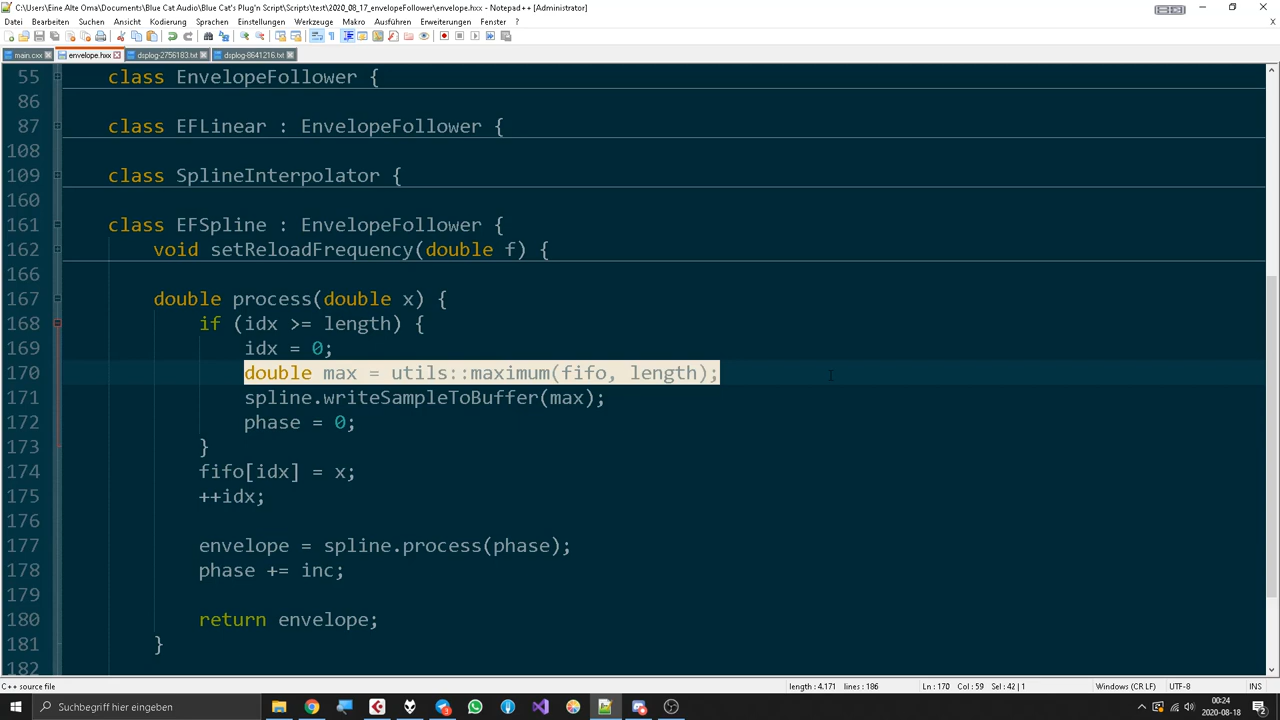 C:\Users\Eine Alte Oma\Documents\Blue Cat Audio\Blue Cat's Plug'n Script\Scripts\test\2020_08_17_envelopeFollower\envelope.hxx - Notepad++ [Administrator]
Datei Bearbeiten Suchen Ansicht Kodierung Sprachen Einstellungen Werkzeuge Makro Ausführen Erweiterungen Fenster ?
main.cxx envelope.hxx dsplog-2756183.txt dsplog-8641216.txt
55 class EnvelopeFollower {
86
87 class EFLinear : EnvelopeFollower {
108
109 class SplineInterpolator {
160
161 class EFSpline : EnvelopeFollower {
162 void setReloadFrequency(double f) {
166
167 double process(double x) {
168 if (idx >= length) {
169 idx = 0;
170 double max = utils::maximum(fifo, length);
171 spline.writeSampleToBuffer(max);
172 phase = 0;
173 }
174 fifo[idx] = x;
175 ++idx;
176
177 envelope = spline.process(phase);
178 phase += inc;
179
180 return envelope;
181 }
182
C++ source file length : 4.171 lines : 186 Ln : 170 Col : 59 Sel : 42 | 1 Windows (CR LF) UTF-8 INS
Suchbegriff hier eingeben 00:24
2020-08-18